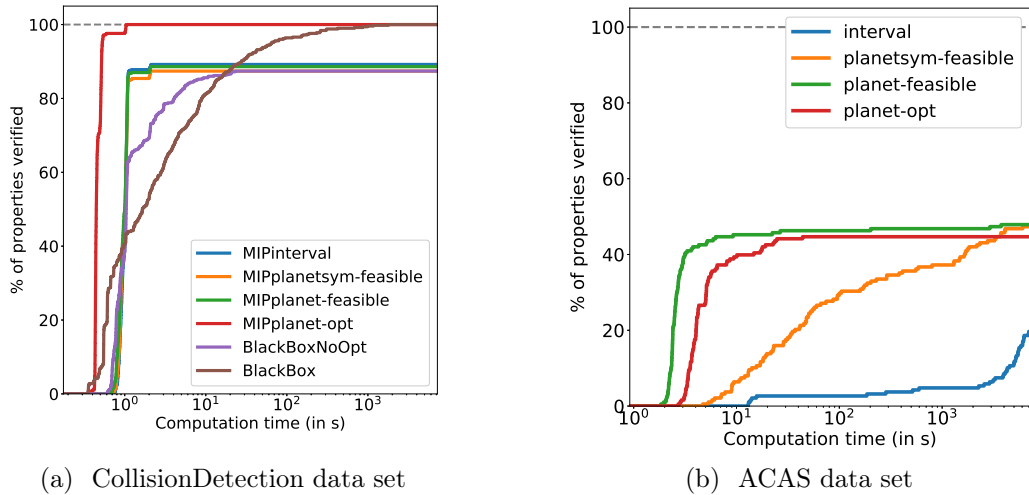 100
80
60
40
20
0
% of properties verified
MIPinterval
MIPplanetsym-feasible
MIPplanet-feasible
MIPplanet-opt
BlackBoxNoOpt
BlackBox
10^0
10^1
10^2
10^3
Computation time (in s)
(a) CollisionDetection data set
100
80
60
40
20
0
% of properties verified
interval
planetsym-feasible
planet-feasible
planet-opt
10^0
10^1
10^2
10^3
Computation time (in s)
(b) ACAS data set